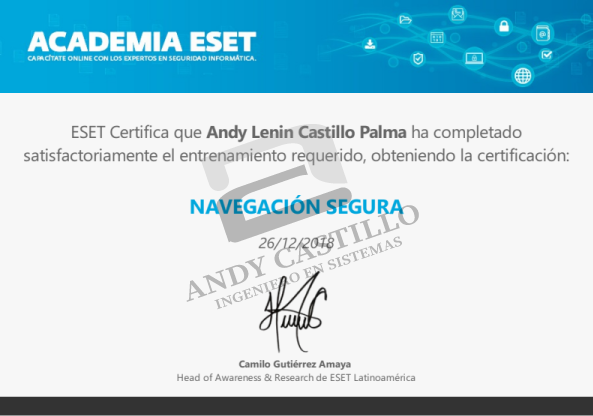 ACADEMIA ESET
CAPACÍTATE ONLINE CON LOS EXPERTOS EN SEGURIDAD INFORMÁTICA.
ESET Certifica que Andy Lenin Castillo Palma ha completado
satisfactoriamente el entrenamiento requerido, obteniendo la certificación:
NAVEGACIÓN SEGURA
26/12/2018
ANDY CASTILLO
INGENIERO EN SISTEMAS
Camilo Gutiérrez Amaya
Head of Awareness & Research de ESET Latinoamérica